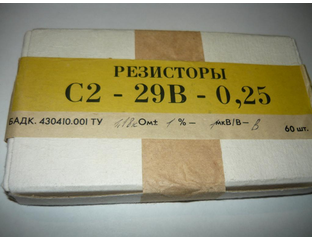 РЕЗИСТОРЫ
С2 - 29В - 0,25
БАДК. 430410.001 ТУ Ом± 1 % – мкВ/В– В
60 шт.